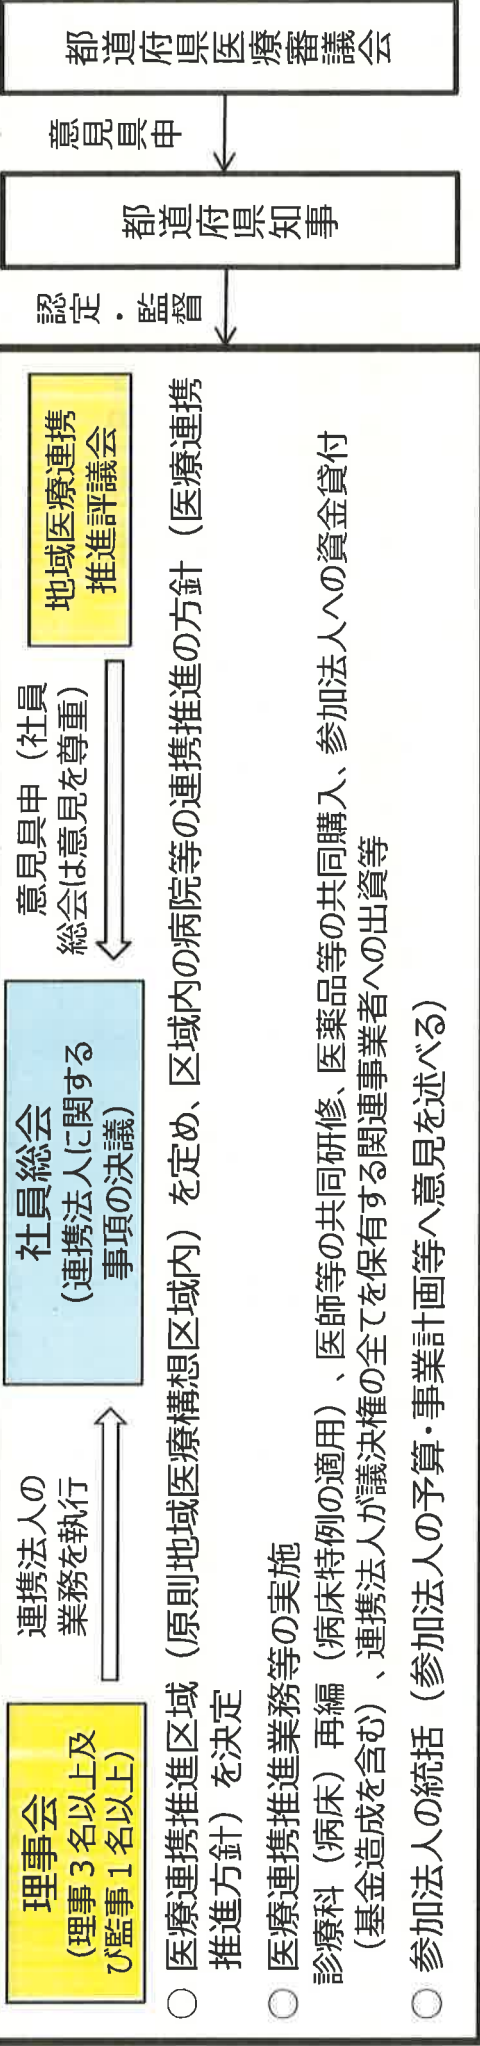 理事会
（理事３名以上及
び監事１名以上）
連携法人の
業務を執行
社員総会
（連携法人に関する
事項の決議）
意見具申（社員
総会は意見を尊重）
地域医療連携
推進評議会
認定・監督
都道府県知事
意見具申
都道府県医療審議会
○ 医療連携推進区域（原則地域医療構想区域内）を定め、区域内の病院等の連携推進の方針（医療連携
推進方針）を決定
○ 医療連携推進業務等の実施
診療科（病床）再編（病床特例の適用）、医師等の共同研修、医薬品等の共同購入、参加法人への資金貸付
（基金造成を含む）、連携法人が議決権の全てを保有する関連事業者への出資等
○ 参加法人の統括（参加法人の予算・事業計画等へ意見を述べる）